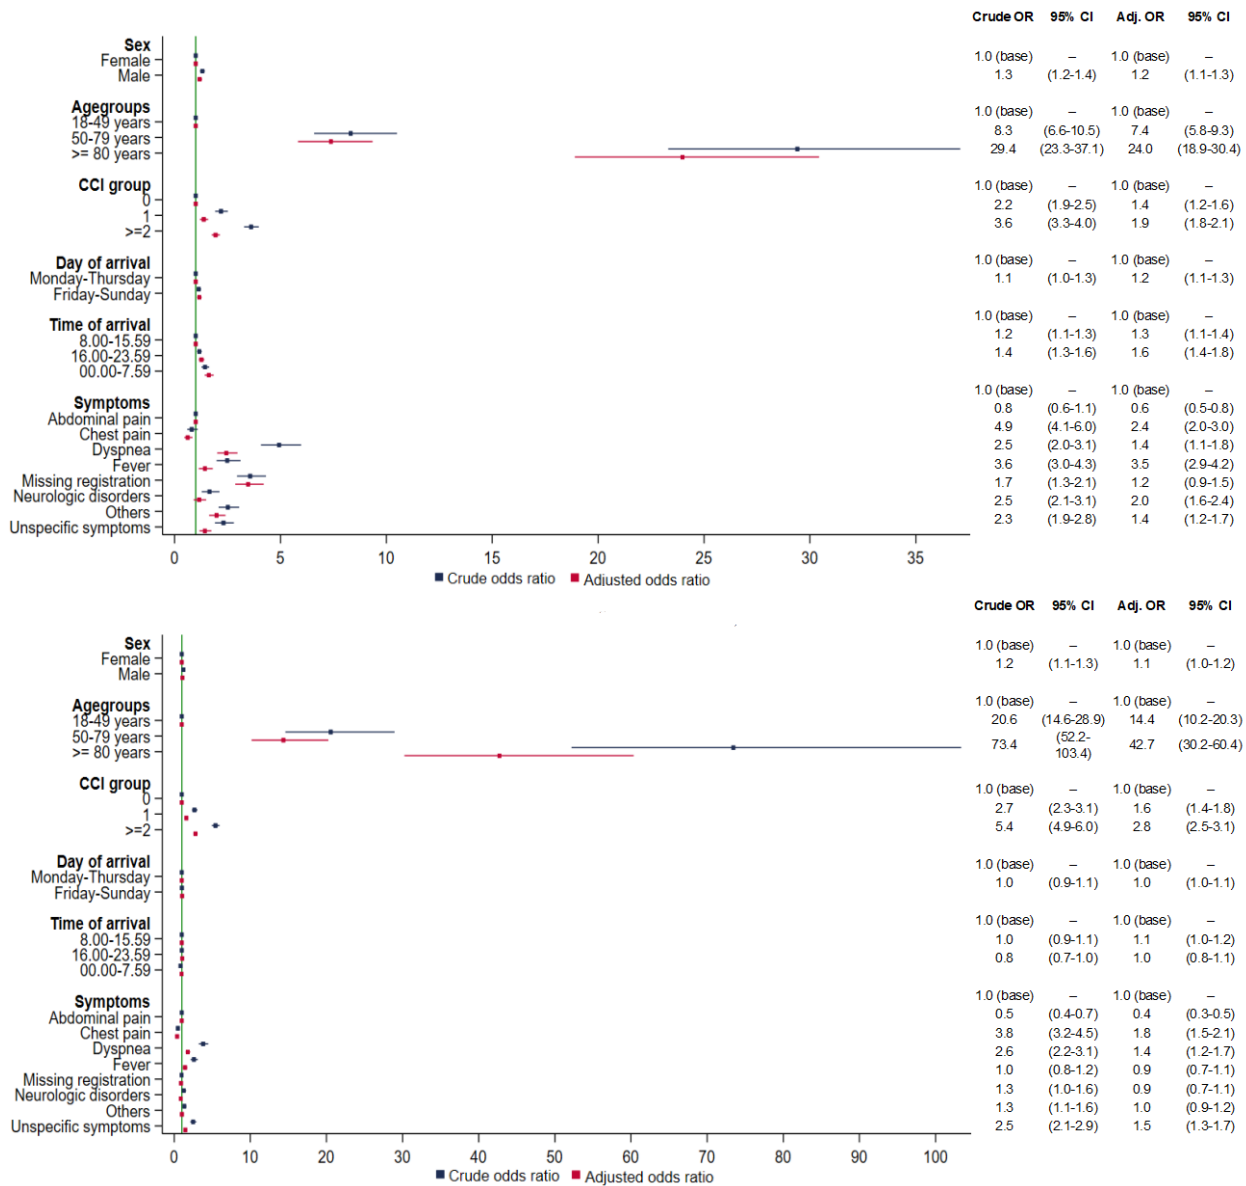 Crude OR 95% CI Adj. OR 95% CI
Sex
Female 1.0 (base) – 1.0 (base) –
Male 1.3 (1.2-1.4) 1.2 (1.1-1.3)
Agegroups
18-49 years 1.0 (base) – 1.0 (base) –
50-79 years 8.3 (6.6-10.5) 7.4 (5.8-9.3)
>= 80 years 29.4 (23.3-37.1) 24.0 (18.9-30.4)
CCI group
0 1.0 (base) – 1.0 (base) –
1 2.2 (1.9-2.5) 1.4 (1.2-1.6)
>=2 3.6 (3.3-4.0) 1.9 (1.8-2.1)
Day of arrival
Monday-Thursday 1.0 (base) – 1.0 (base) –
Friday-Sunday 1.1 (1.0-1.3) 1.2 (1.1-1.3)
Time of arrival
8.00-15.59 1.0 (base) – 1.0 (base) –
16.00-23.59 1.2 (1.1-1.3) 1.3 (1.1-1.4)
00.00-7.59 1.4 (1.3-1.6) 1.6 (1.4-1.8)
Symptoms
Abdominal pain 1.0 (base) – 1.0 (base) –
Chest pain 0.8 (0.6-1.1) 0.6 (0.5-0.8)
Dyspnea 4.9 (4.1-6.0) 2.4 (2.0-3.0)
Fever 2.5 (2.0-3.1) 1.4 (1.1-1.8)
Missing registration 3.6 (3.0-4.3) 3.5 (2.9-4.2)
Neurologic disorders 1.7 (1.3-2.1) 1.2 (0.9-1.5)
Others 2.5 (2.1-3.1) 2.0 (1.6-2.4)
Unspecific symptoms 2.3 (1.9-2.8) 1.4 (1.2-1.7)
0 5 10 15 20 25 30 35
Crude odds ratio Adjusted odds ratio
Crude OR 95% CI Adj. OR 95% CI
Sex
Female 1.0 (base) – 1.0 (base) –
Male 1.2 (1.1-1.3) 1.1 (1.0-1.2)
Agegroups
18-49 years 1.0 (base) – 1.0 (base) –
50-79 years 20.6 (14.6-28.9) 14.4 (10.2-20.3)
>= 80 years 73.4 (52.2-103.4) 42.7 (30.2-60.4)
CCI group
0 1.0 (base) – 1.0 (base) –
1 2.7 (2.3-3.1) 1.6 (1.4-1.8)
>=2 5.4 (4.9-6.0) 2.8 (2.5-3.1)
Day of arrival
Monday-Thursday 1.0 (base) – 1.0 (base) –
Friday-Sunday 1.0 (0.9-1.1) 1.0 (1.0-1.1)
Time of arrival
8.00-15.59 1.0 (base) – 1.0 (base) –
16.00-23.59 1.0 (0.9-1.1) 1.1 (1.0-1.2)
00.00-7.59 0.8 (0.7-1.0) 1.0 (0.8-1.1)
Symptoms
Abdominal pain 1.0 (base) – 1.0 (base) –
Chest pain 0.5 (0.4-0.7) 0.4 (0.3-0.5)
Dyspnea 3.8 (3.2-4.5) 1.8 (1.5-2.1)
Fever 2.6 (2.2-3.1) 1.4 (1.2-1.7)
Missing registration 1.0 (0.8-1.2) 0.9 (0.7-1.1)
Neurologic disorders 1.3 (1.0-1.6) 0.9 (0.7-1.1)
Others 1.3 (1.1-1.6) 1.0 (0.9-1.2)
Unspecific symptoms 2.5 (2.1-2.9) 1.5 (1.3-1.7)
0 10 20 30 40 50 60 70 80 90 100
Crude odds ratio Adjusted odds ratio